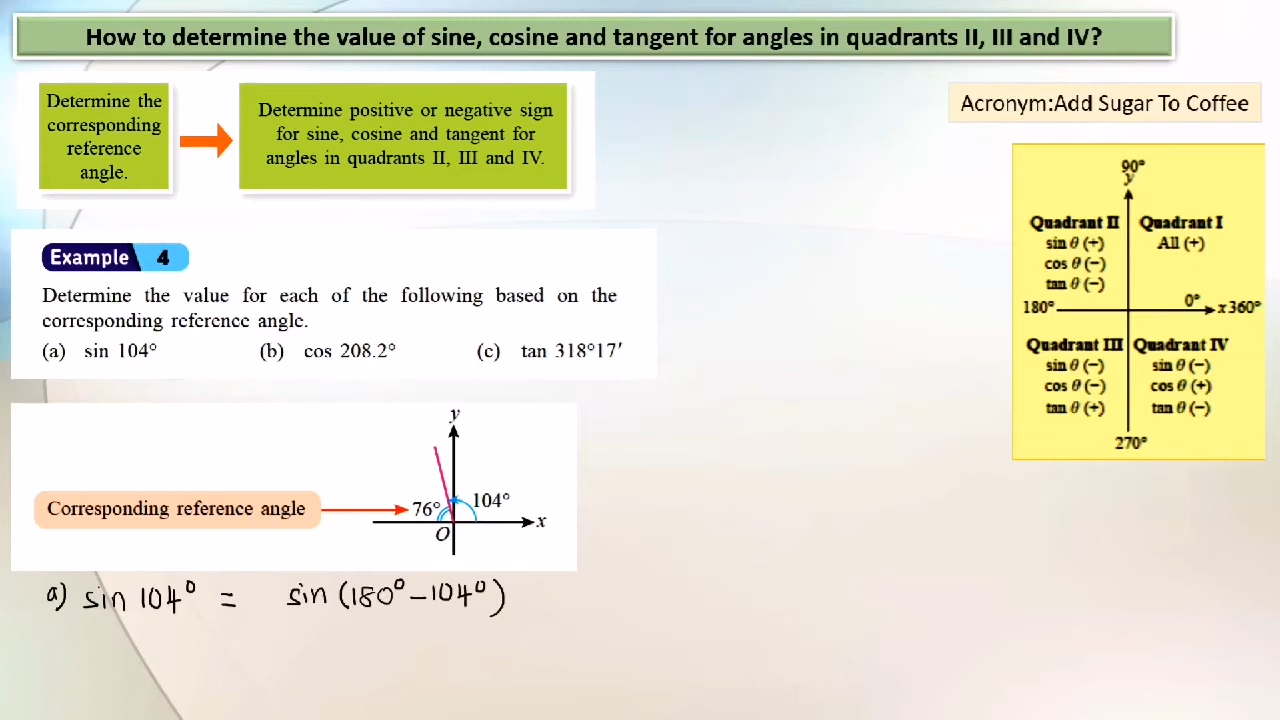 How to determine the value of sine, cosine and tangent for angles in quadrants II, III and IV?
Determine the
corresponding
reference
angle.
Determine positive or negative sign
for sine, cosine and tangent for
angles in quadrants II, III and IV.
Acronym:Add Sugar To Coffee
90°
y
Quadrant II
sin θ (+)
cos θ (−)
tan θ (−)
Quadrant I
All (+)
180°
0°
x 360°
Quadrant III
sin θ (−)
cos θ (−)
tan θ (+)
Quadrant IV
sin θ (−)
cos θ (+)
tan θ (−)
270°
Example 4
Determine the value for each of the following based on the
corresponding reference angle.
(a) sin 104° (b) cos 208.2° (c) tan 318°17′
y
Corresponding reference angle
76°
104°
O
x
a) sin 104° = sin (180° − 104°)